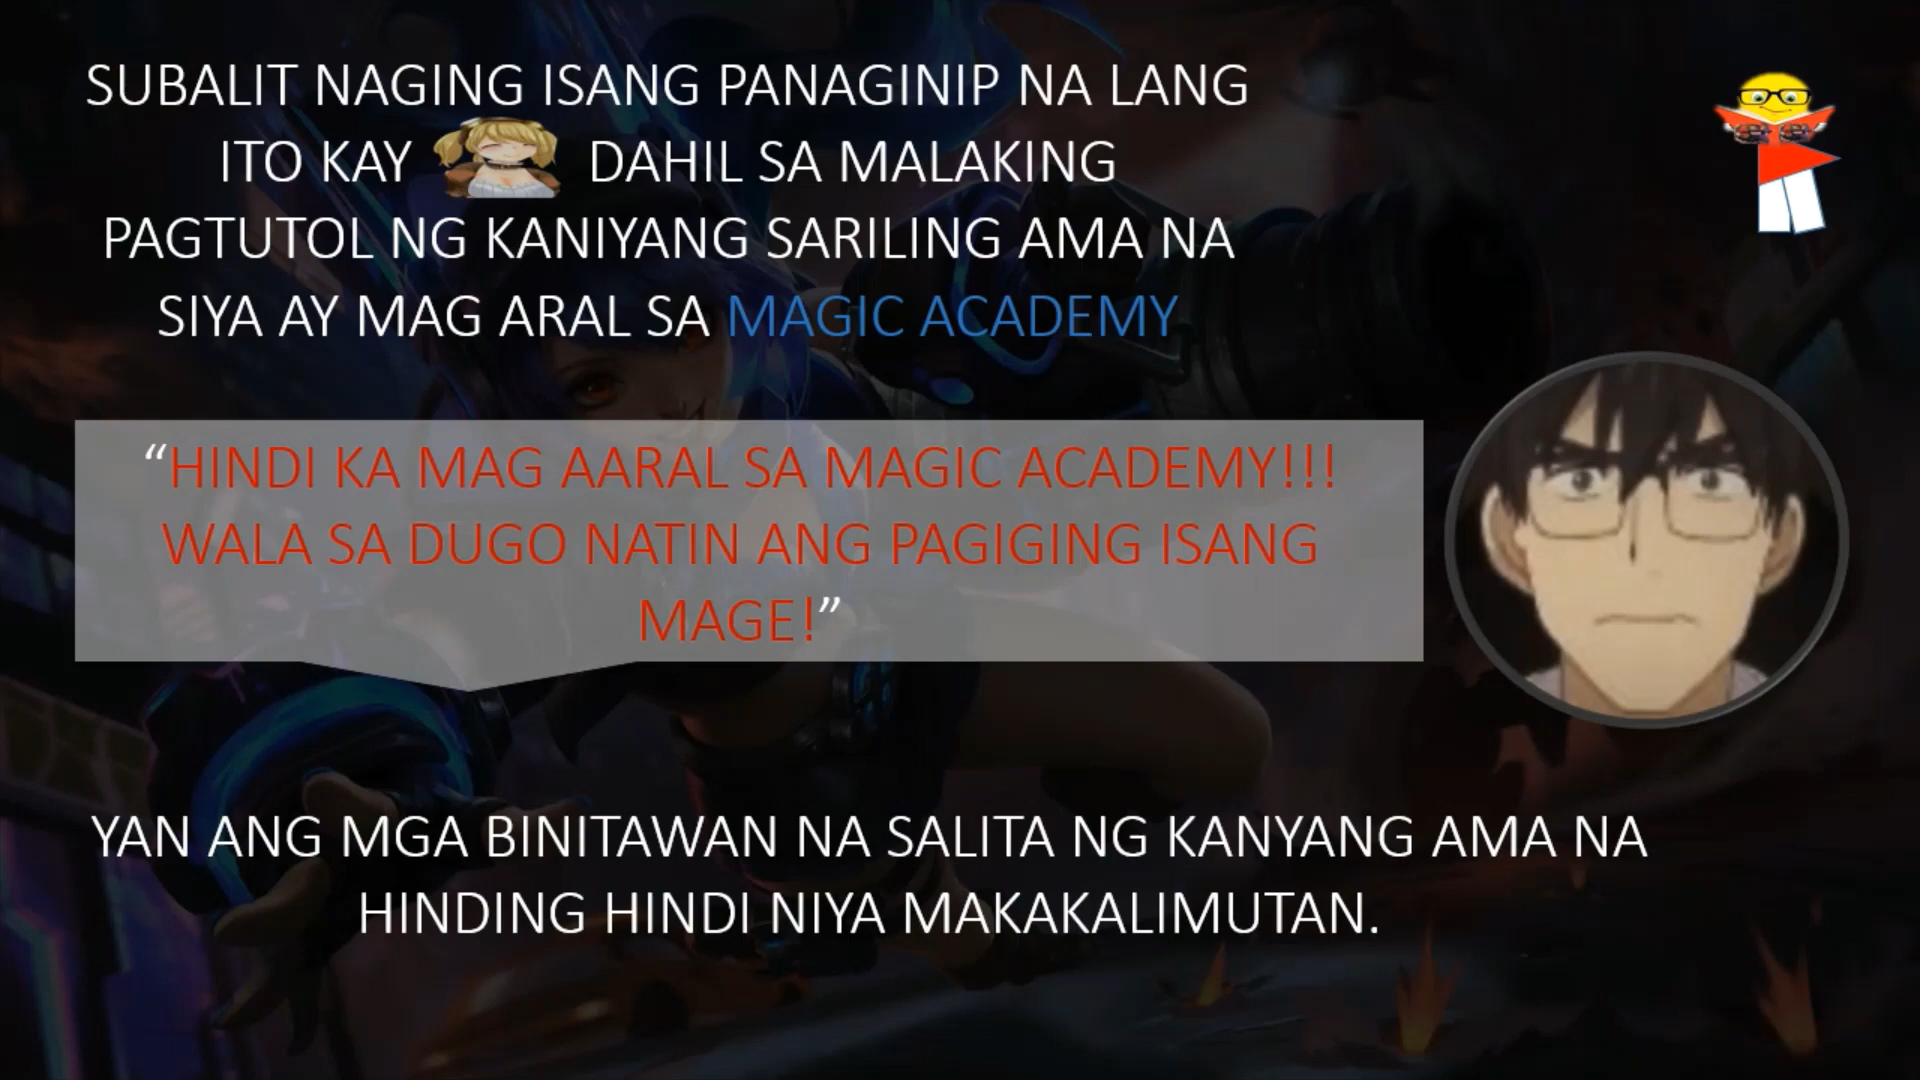 SUBALIT NAGING ISANG PANAGINIP NA LANG
ITO KAY DAHIL SA MALAKING
PAGTUTOL NG KANIYANG SARILING AMA NA
SIYA AY MAG ARAL SA MAGIC ACADEMY
“HINDI KA MAG AARAL SA MAGIC ACADEMY!!!
WALA SA DUGO NATIN ANG PAGIGING ISANG
MAGE!”
YAN ANG MGA BINITAWAN NA SALITA NG KANYANG AMA NA
HINDING HINDI NIYA MAKAKALIMUTAN.